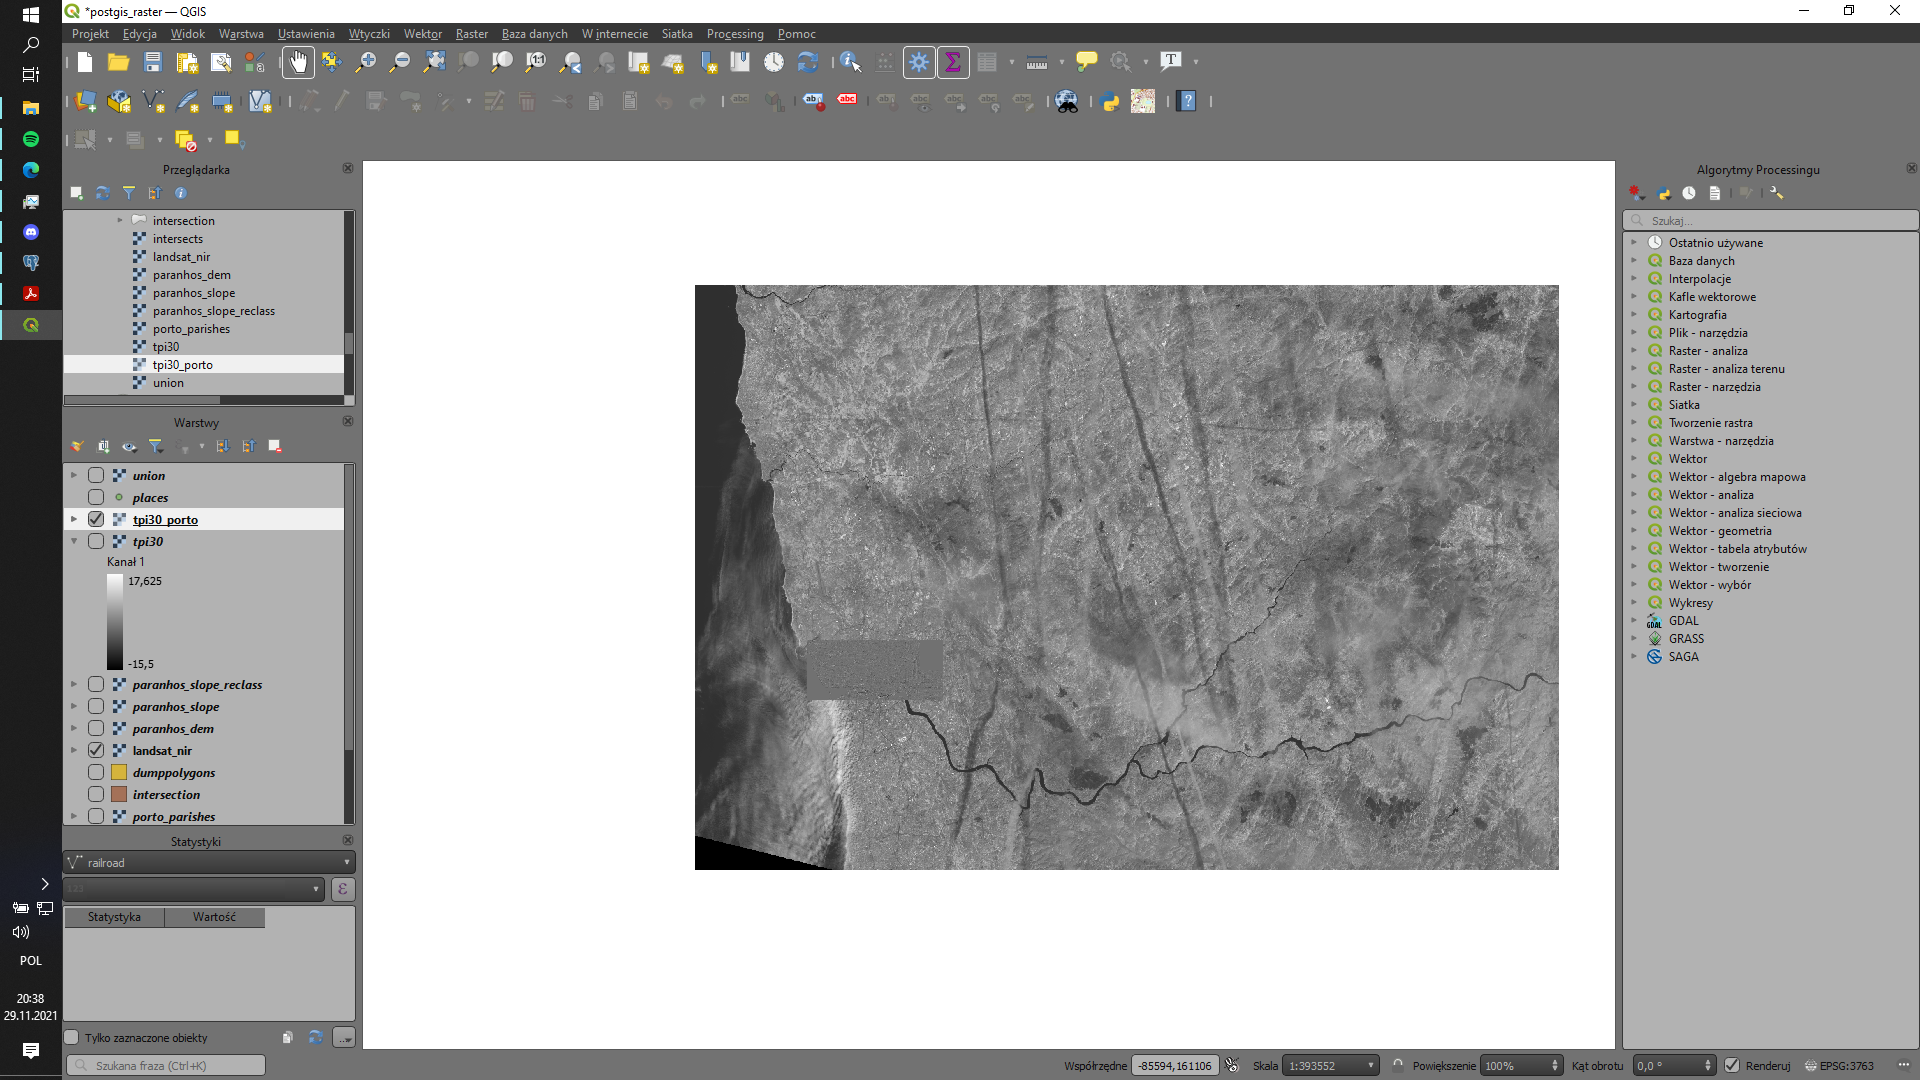 *postgis_raster — QGIS
Projekt Edycja Widok Warstwa Ustawienia Wtyczki Wektor Raster Baza danych W internecie Siatka Processing Pomoc
Przeglądarka
intersection
intersects
landsat_nir
paranhos_dem
paranhos_slope
paranhos_slope_reclass
porto_parishes
tpi30
tpi30_porto
union
Warstwy
union
places
tpi30_porto
tpi30
Kanał 1
17,625
-15,5
paranhos_slope_reclass
paranhos_slope
paranhos_dem
landsat_nir
dumppolygons
intersection
porto_parishes
Statystyki
railroad
123
Statystyka Wartość
Tylko zaznaczone obiekty
Szukana fraza (Ctrl+K)
Algorytmy Processingu
Szukaj...
Ostatnio używane
Baza danych
Interpolacje
Kafle wektorowe
Kartografia
Plik - narzędzia
Raster - analiza
Raster - analiza terenu
Raster - narzędzia
Siatka
Tworzenie rastra
Warstwa - narzędzia
Wektor
Wektor - algebra mapowa
Wektor - analiza
Wektor - analiza sieciowa
Wektor - geometria
Wektor - tabela atrybutów
Wektor - tworzenie
Wektor - wybór
Wykresy
GDAL
GRASS
SAGA
Współrzędne -85594,161106 Skala 1:393552 Powiększenie 100% Kąt obrotu 0,0 ° Renderuj EPSG:3763
POL
20:38
29.11.2021